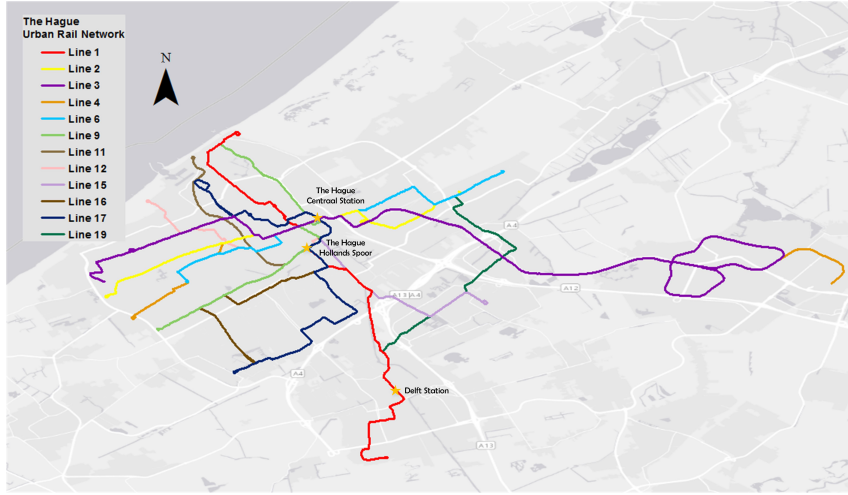 The Hague
Urban Rail Network
Line 1
Line 2
Line 3
Line 4
Line 6
Line 9
Line 11
Line 12
Line 15
Line 16
Line 17
Line 19
N
The Hague
Centraal Station
The Hague
Hollands Spoor
A4
A13|A4
A12
A4
Delft Station
A13